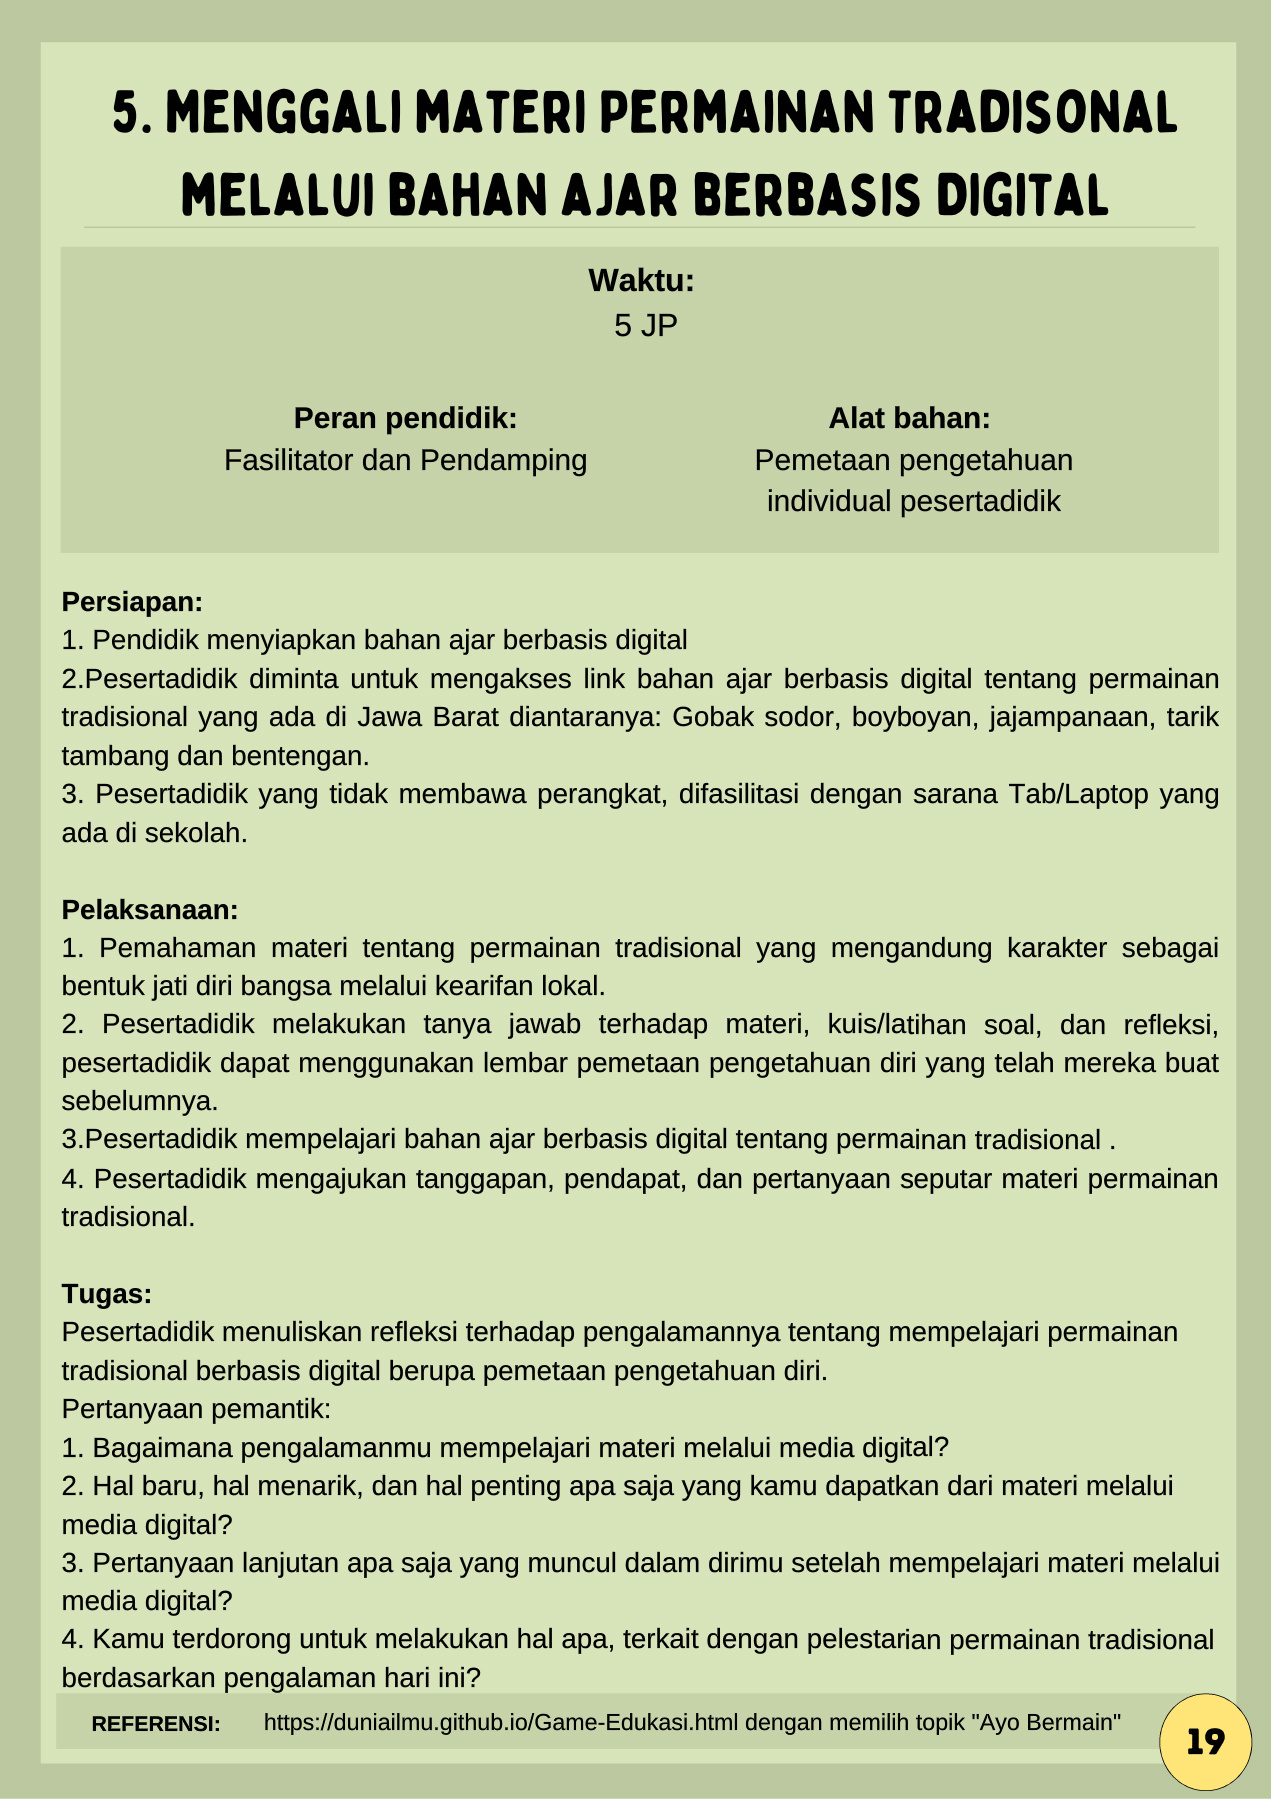 5. MENGGALI MATERI PERMAINAN TRADISONAL
MELALUI BAHAN AJAR BERBASIS DIGITAL
Waktu:
5 JP
Peran pendidik:
Fasilitator dan Pendamping
Alat bahan:
Pemetaan pengetahuan
individual pesertadidik
Persiapan:
1. Pendidik menyiapkan bahan ajar berbasis digital
2.Pesertadidik diminta untuk mengakses link bahan ajar berbasis digital tentang permainan
tradisional yang ada di Jawa Barat diantaranya: Gobak sodor, boyboyan, jajampanaan, tarik
tambang dan bentengan.
3. Pesertadidik yang tidak membawa perangkat, difasilitasi dengan sarana Tab/Laptop yang
ada di sekolah.
Pelaksanaan:
1. Pemahaman materi tentang permainan tradisional yang mengandung karakter sebagai
bentuk jati diri bangsa melalui kearifan lokal.
2. Pesertadidik melakukan tanya jawab terhadap materi, kuis/latihan soal, dan refleksi,
pesertadidik dapat menggunakan lembar pemetaan pengetahuan diri yang telah mereka buat
sebelumnya.
3.Pesertadidik mempelajari bahan ajar berbasis digital tentang permainan tradisional .
4. Pesertadidik mengajukan tanggapan, pendapat, dan pertanyaan seputar materi permainan
tradisional.
Tugas:
Pesertadidik menuliskan refleksi terhadap pengalamannya tentang mempelajari permainan
tradisional berbasis digital berupa pemetaan pengetahuan diri.
Pertanyaan pemantik:
1. Bagaimana pengalamanmu mempelajari materi melalui media digital?
2. Hal baru, hal menarik, dan hal penting apa saja yang kamu dapatkan dari materi melalui
media digital?
3. Pertanyaan lanjutan apa saja yang muncul dalam dirimu setelah mempelajari materi melalui
media digital?
4. Kamu terdorong untuk melakukan hal apa, terkait dengan pelestarian permainan tradisional
berdasarkan pengalaman hari ini?
REFERENSI: https://duniailmu.github.io/Game-Edukasi.html dengan memilih topik "Ayo Bermain"
19